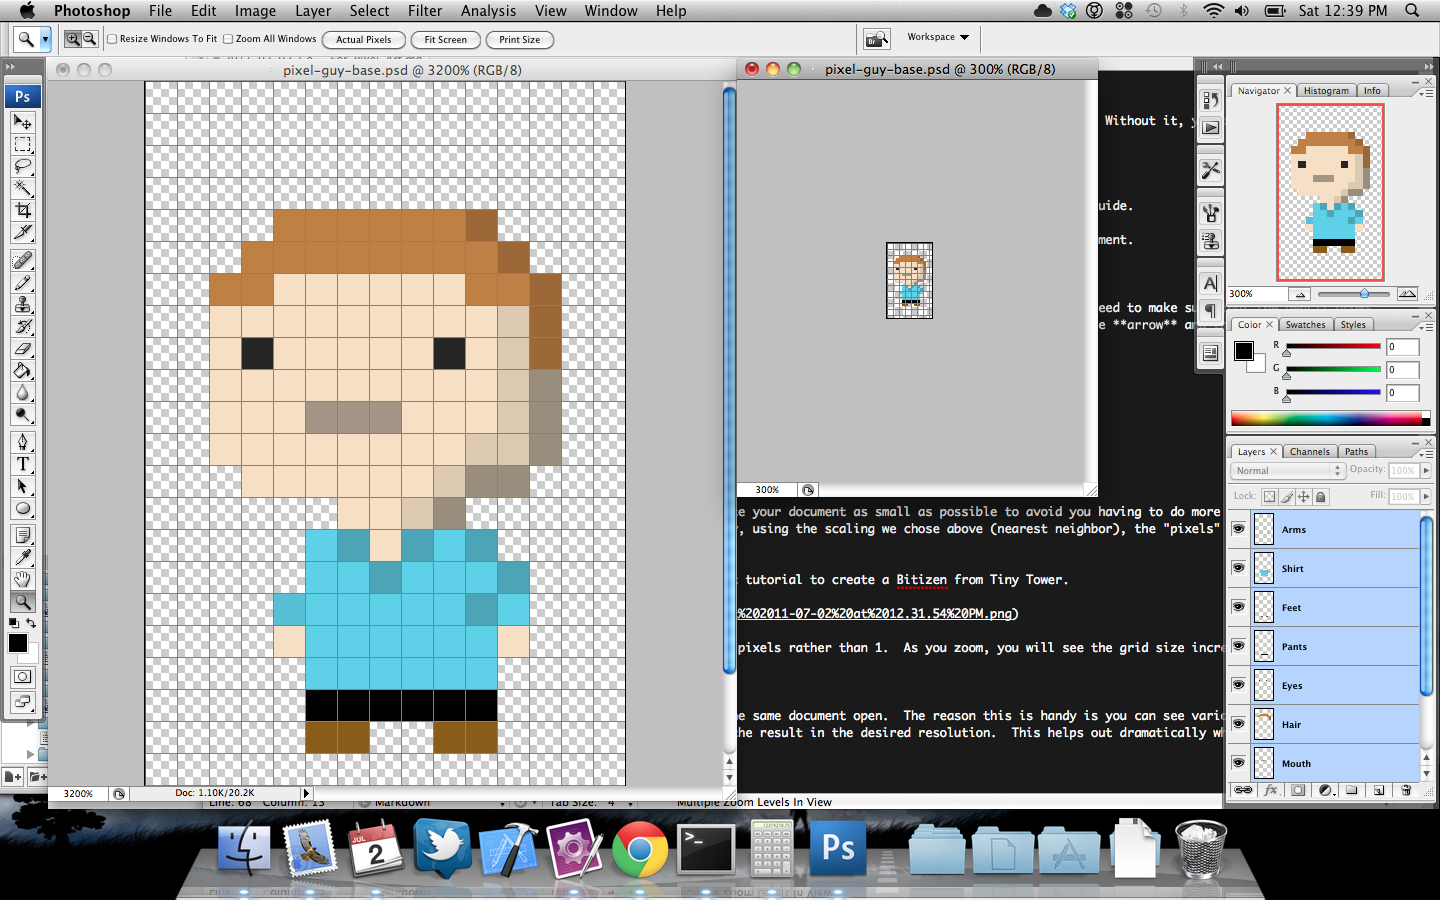 Photoshop File Edit Image Layer Select Filter Analysis View Window Help Sat 12:39 PM
Resize Windows To Fit Zoom All Windows Actual Pixels Fit Screen Print Size Workspace
pixel-guy-base.psd @ 3200% (RGB/8)
pixel-guy-base.psd @ 300% (RGB/8)
Ps
Navigator Histogram Info
Without it,
uide.
ment.
eed to make su
e **arrow** an
300%
Color Swatches Styles
R 0
G 0
B 0
Layers Channels Paths
Normal Opacity: 100%
Lock: Fill: 100%
Arms
Shirt
Feet
Pants
Eyes
Hair
Mouth
300%
e your document as small as possible to avoid you having to do more
, using the scaling we chose above (nearest neighbor), the "pixels"
tutorial to create a Bitizen from Tiny Tower.
%202011-07-02%20at%2012.31.54%20PM.png)
pixels rather than 1. As you zoom, you will see the grid size incre
e same document open. The reason this is handy is you can see vario
he result in the desired resolution. This helps out dramatically wh
3200% Doc: 1.10K/20.2K
Line: 68 Column: 13 Markdown Tab Size: 4 Multiple Zoom Levels In View
JUL
2
Ps